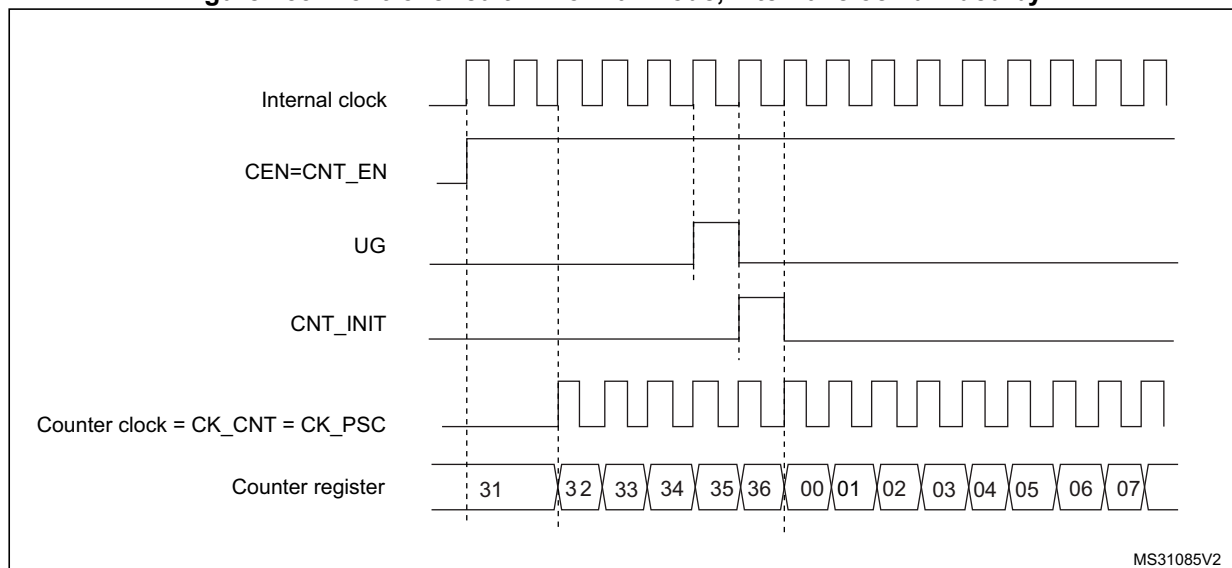 Internal clock
CEN=CNT_EN
UG
CNT_INIT
Counter clock = CK_CNT = CK_PSC
Counter register 31 32 33 34 35 36 00 01 02 03 04 05 06 07
MS31085V2